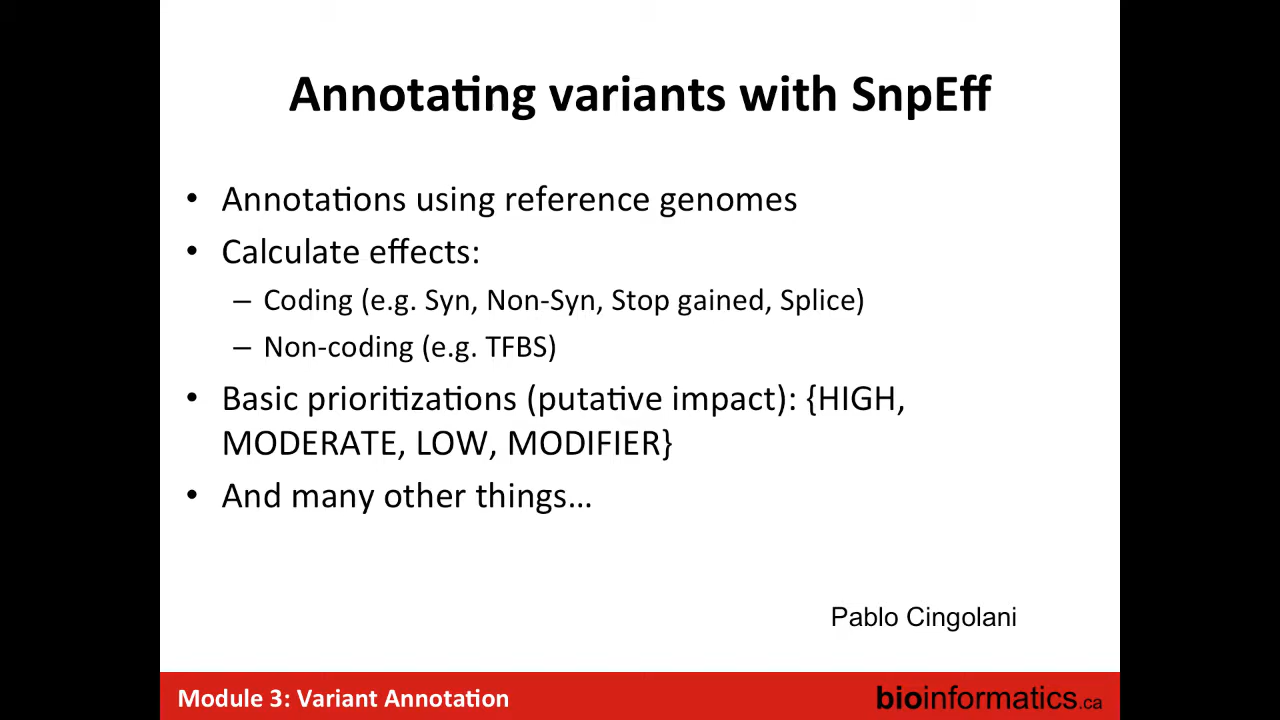 Annotating variants with SnpEff
• Annotations using reference genomes
• Calculate effects:
– Coding (e.g. Syn, Non-Syn, Stop gained, Splice)
– Non-coding (e.g. TFBS)
• Basic prioritizations (putative impact): {HIGH,
MODERATE, LOW, MODIFIER}
• And many other things…
Pablo Cingolani
Module 3: Variant Annotation
bioinformatics.ca